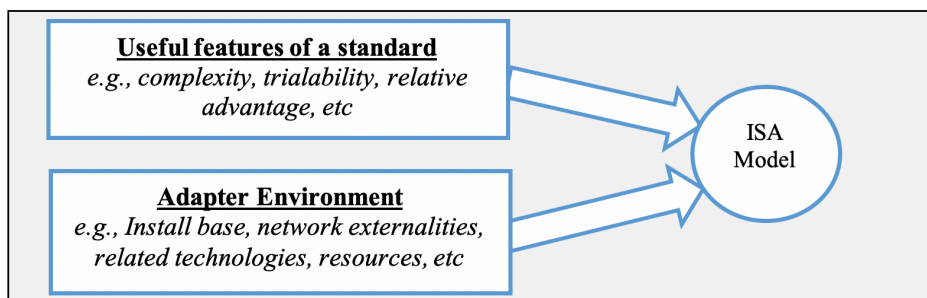 Useful features of a standard
e.g., complexity, trialability, relative
advantage, etc
ISA
Model
Adapter Environment
e.g., Install base, network externalities,
related technologies, resources, etc